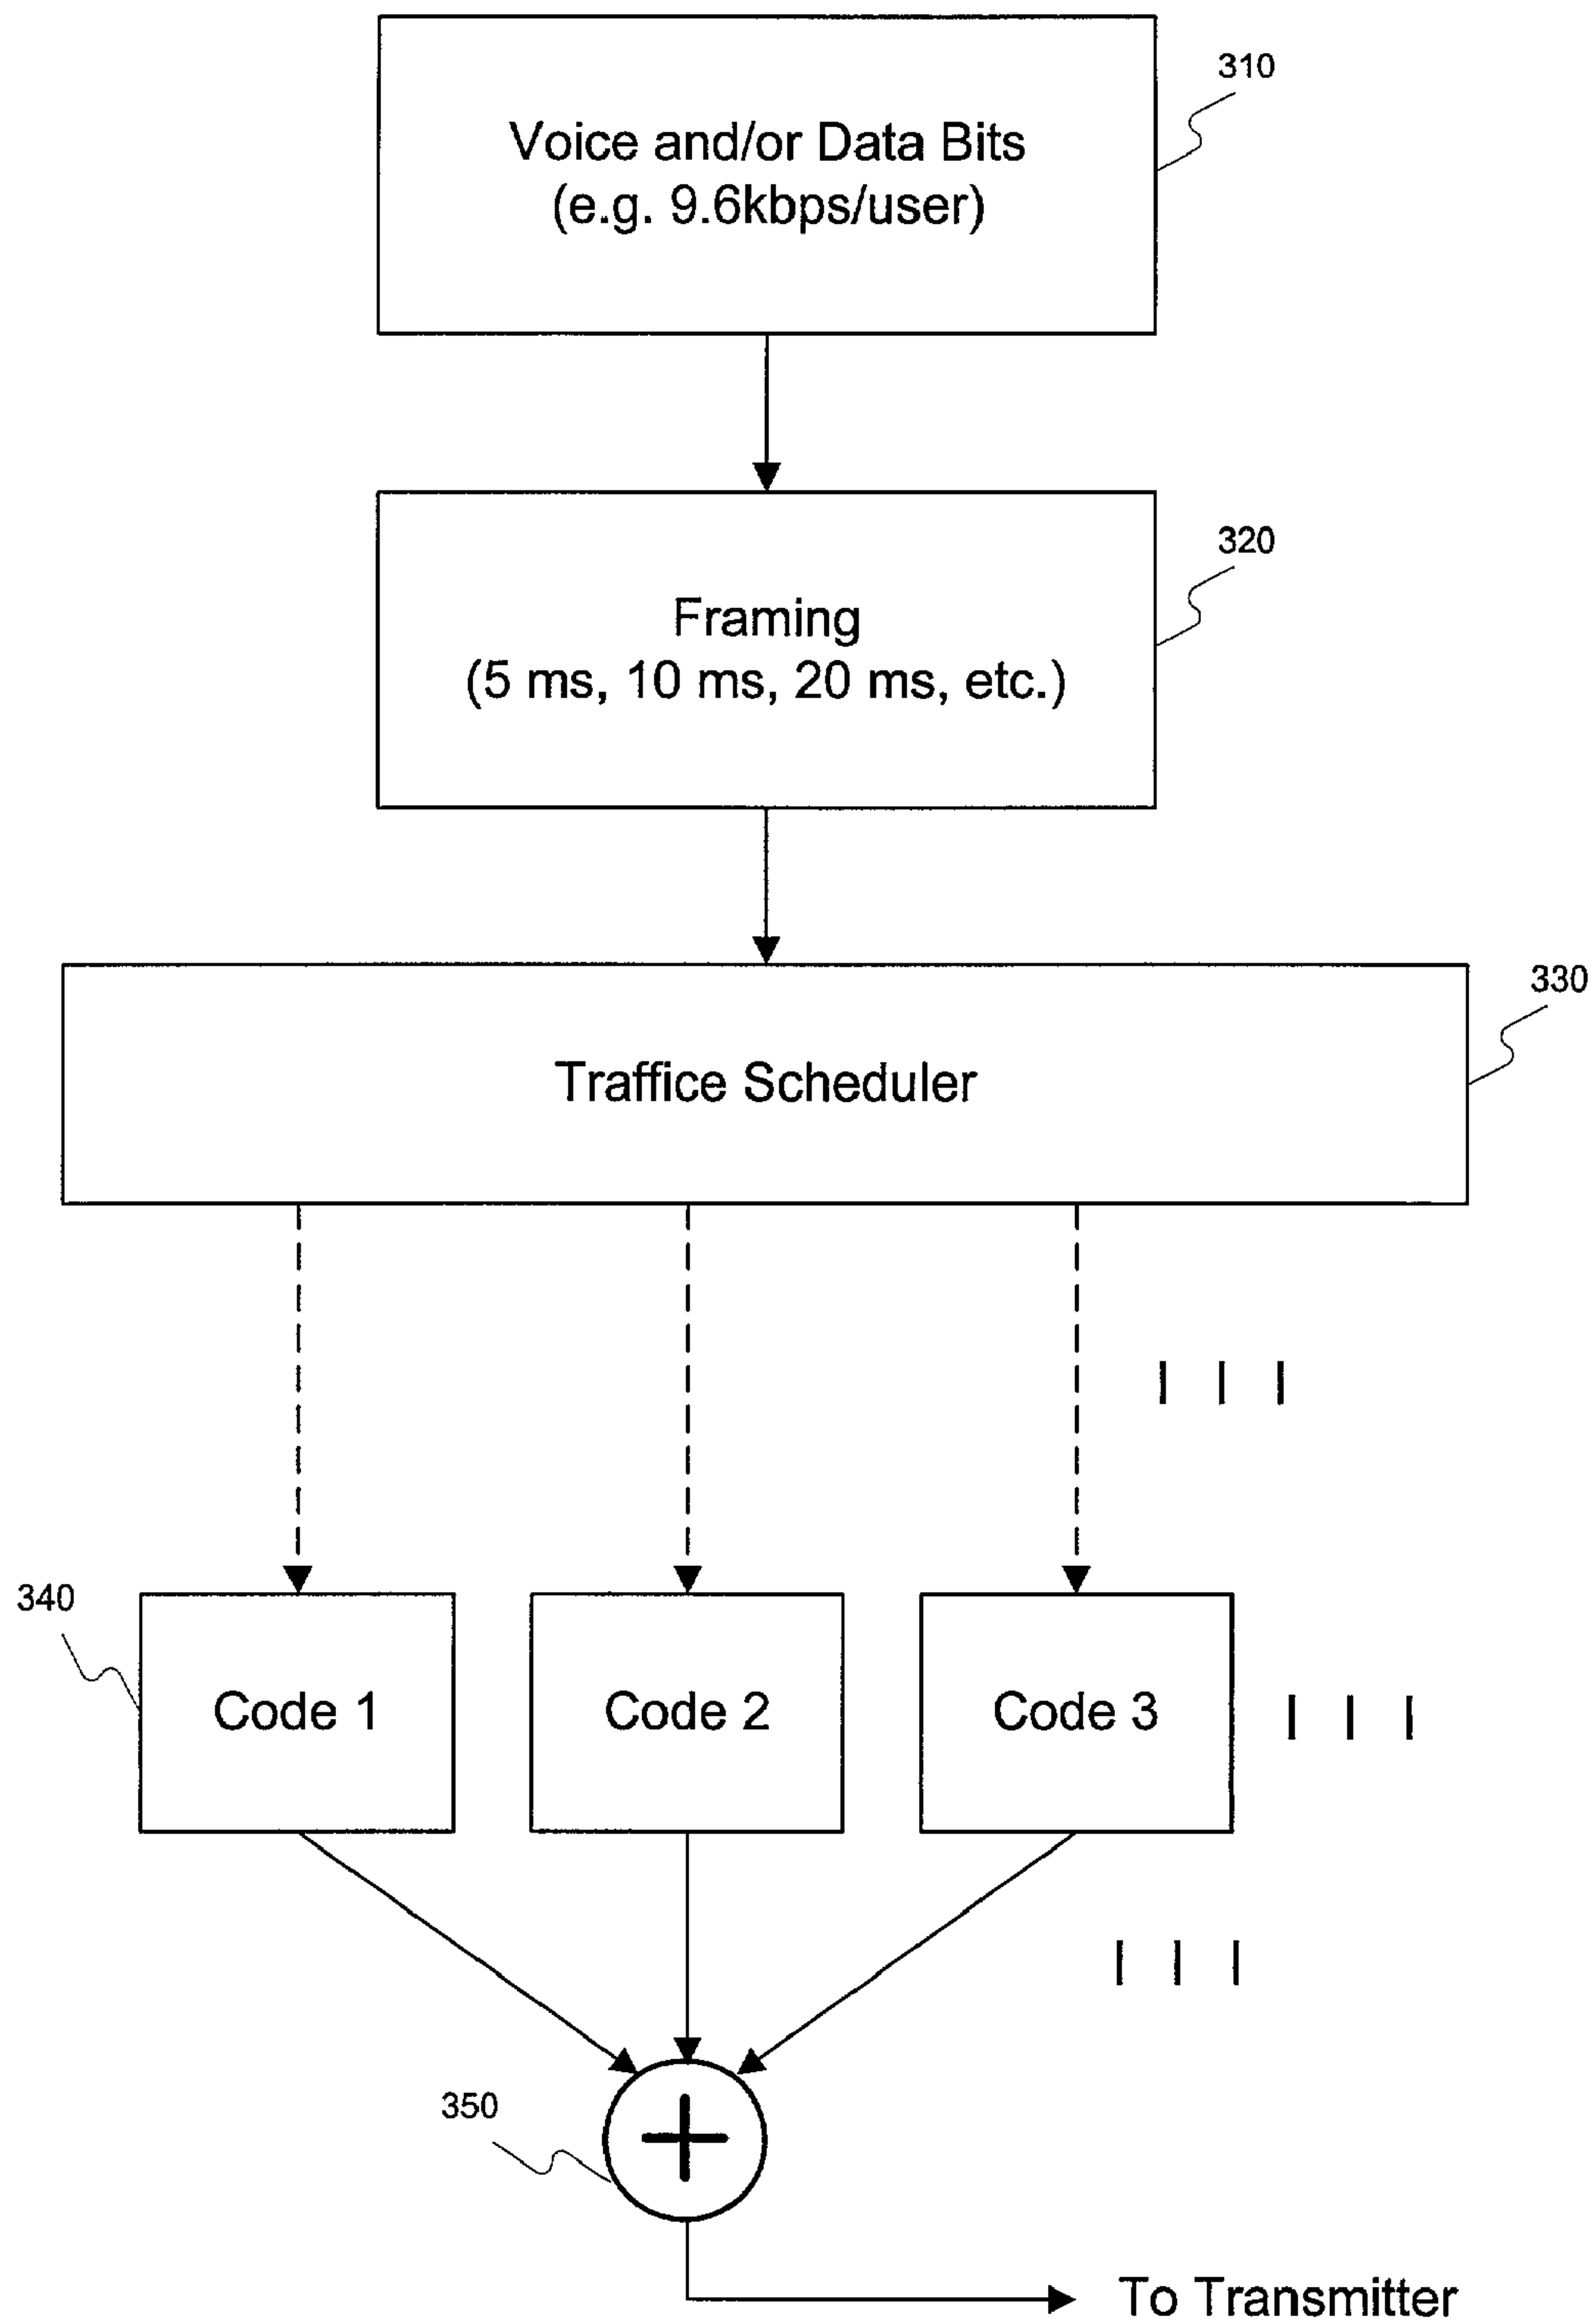 310
Voice and/or Data Bits
(e.g. 9.6kbps/user)
320
Framing
(5 ms, 10 ms, 20 ms, etc.)
330
Traffice Scheduler
340
Code 1
Code 2
Code 3
350
To Transmitter